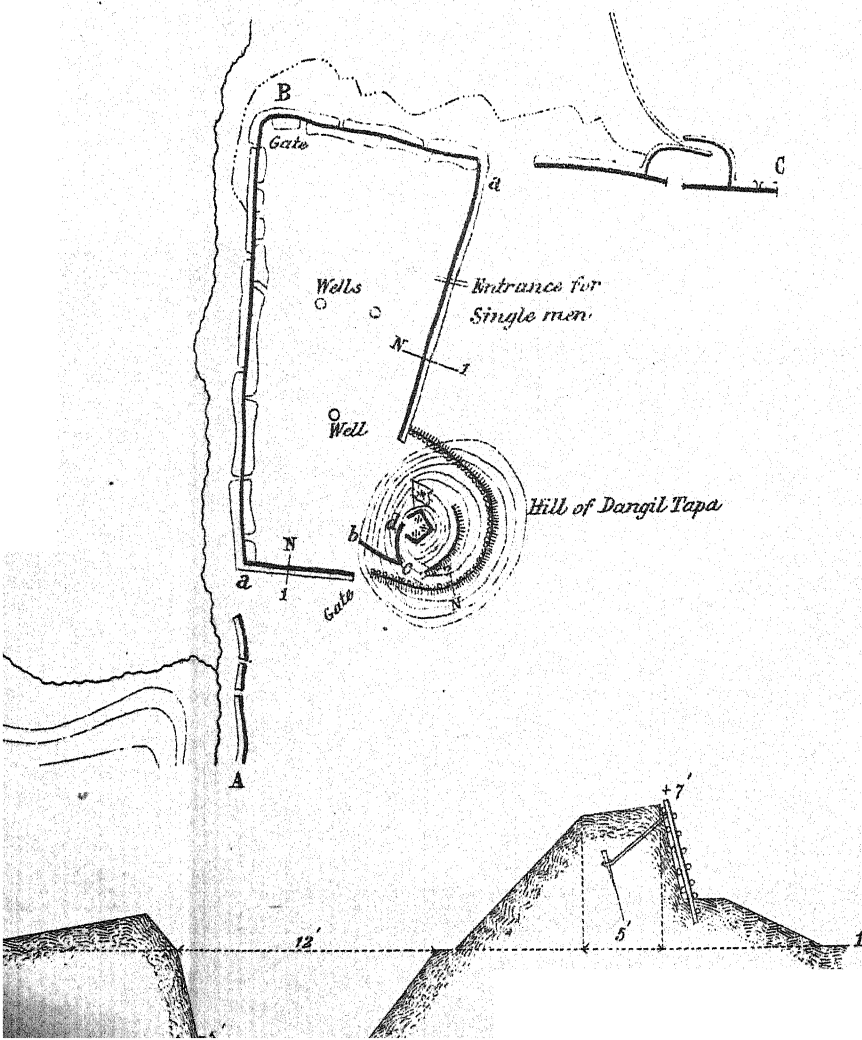 B
Gate
C
a
Wells
Entrance for
Single men.
N
1
Well
Hill of Dangil Tapa
d
b
c
N
a
1
Gate
N
A
+7'
12'
5'
1